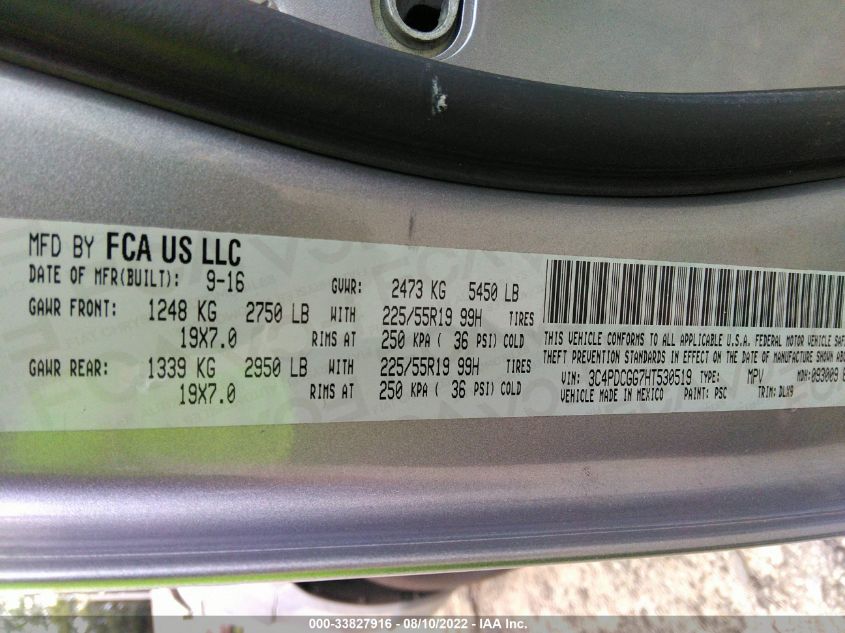 MFD BY FCA US LLC
DATE OF MFR(BUILT): 9-16 GVWR: 2473 KG 5450 LB
GAWR FRONT: 1248 KG 2750 LB WITH 225/55R19 99H TIRES
19X7.0 RIMS AT 250 KPA ( 36 PSI) COLD
GAWR REAR: 1339 KG 2950 LB WITH 225/55R19 99H TIRES
19X7.0 RIMS AT 250 KPA ( 36 PSI) COLD
THIS VEHICLE CONFORMS TO ALL APPLICABLE U.S.A. FEDERAL MOTOR VEHICLE SAF
THEFT PREVENTION STANDARDS IN EFFECT ON THE DATE OF MANUFACTURE SHOWN ABO
VIN: 3C4PDCGG7HT530519 TYPE: MPV MDH: 093009
VEHICLE MADE IN MEXICO PAINT: PSC TRIM: DLX9
000-33827916 - 08/10/2022 - IAA Inc.